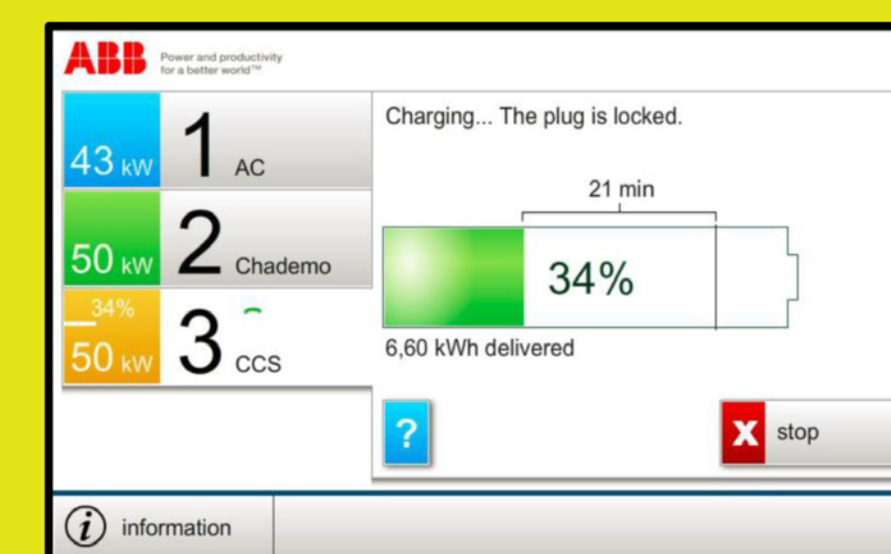 ABB
Power and productivity
for a better world™
43 kW
1 AC
50 kW
2 Chademo
34%
50 kW
3 CCS
Charging... The plug is locked.
21 min
34%
6,60 kWh delivered
?
X stop
i information